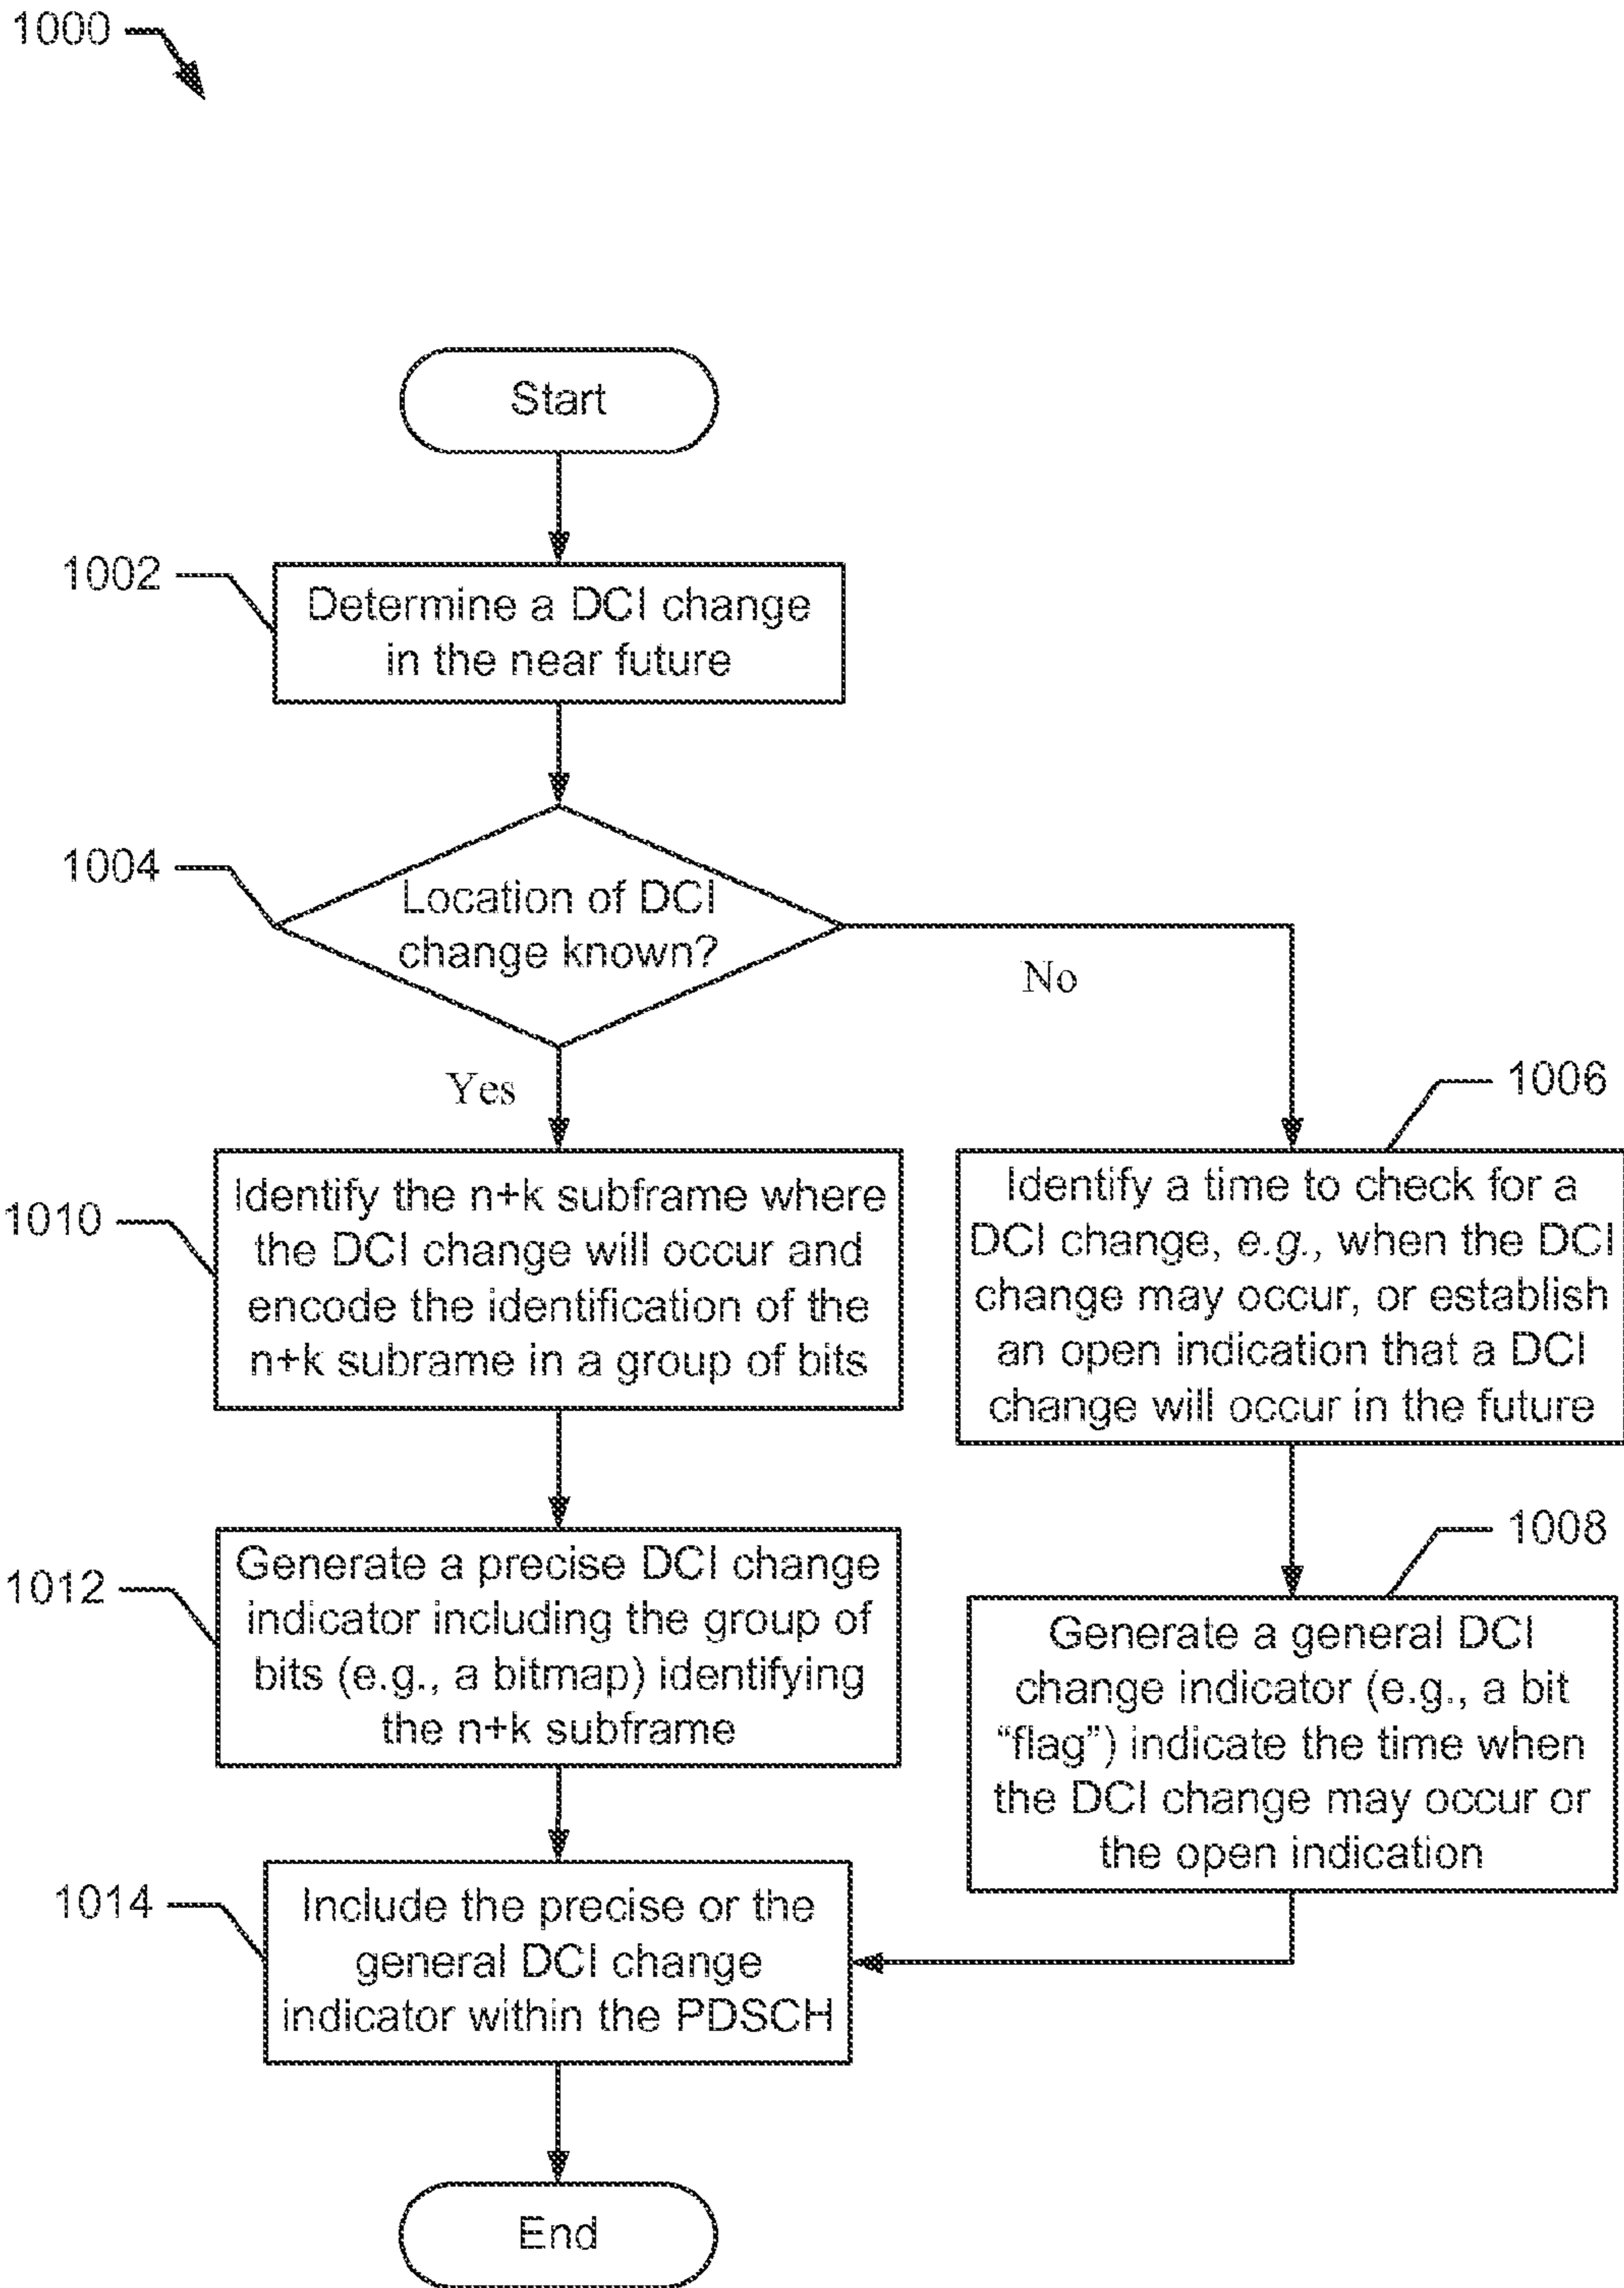 1000
Start
1002
Determine a DCI change
in the near future
1004
Location of DCI
change known?
No
Yes
1006
Identify a time to check for a
DCI change, e.g., when the DCI
change may occur, or establish
an open indication that a DCI
change will occur in the future
1010
Identify the n+k subframe where
the DCI change will occur and
encode the identification of the
n+k subrame in a group of bits
1008
Generate a general DCI
change indicator (e.g., a bit
“flag”) indicate the time when
the DCI change may occur or
the open indication
1012
Generate a precise DCI change
indicator including the group of
bits (e.g., a bitmap) identifying
the n+k subframe
1014
Include the precise or the
general DCI change
indicator within the PDSCH
End